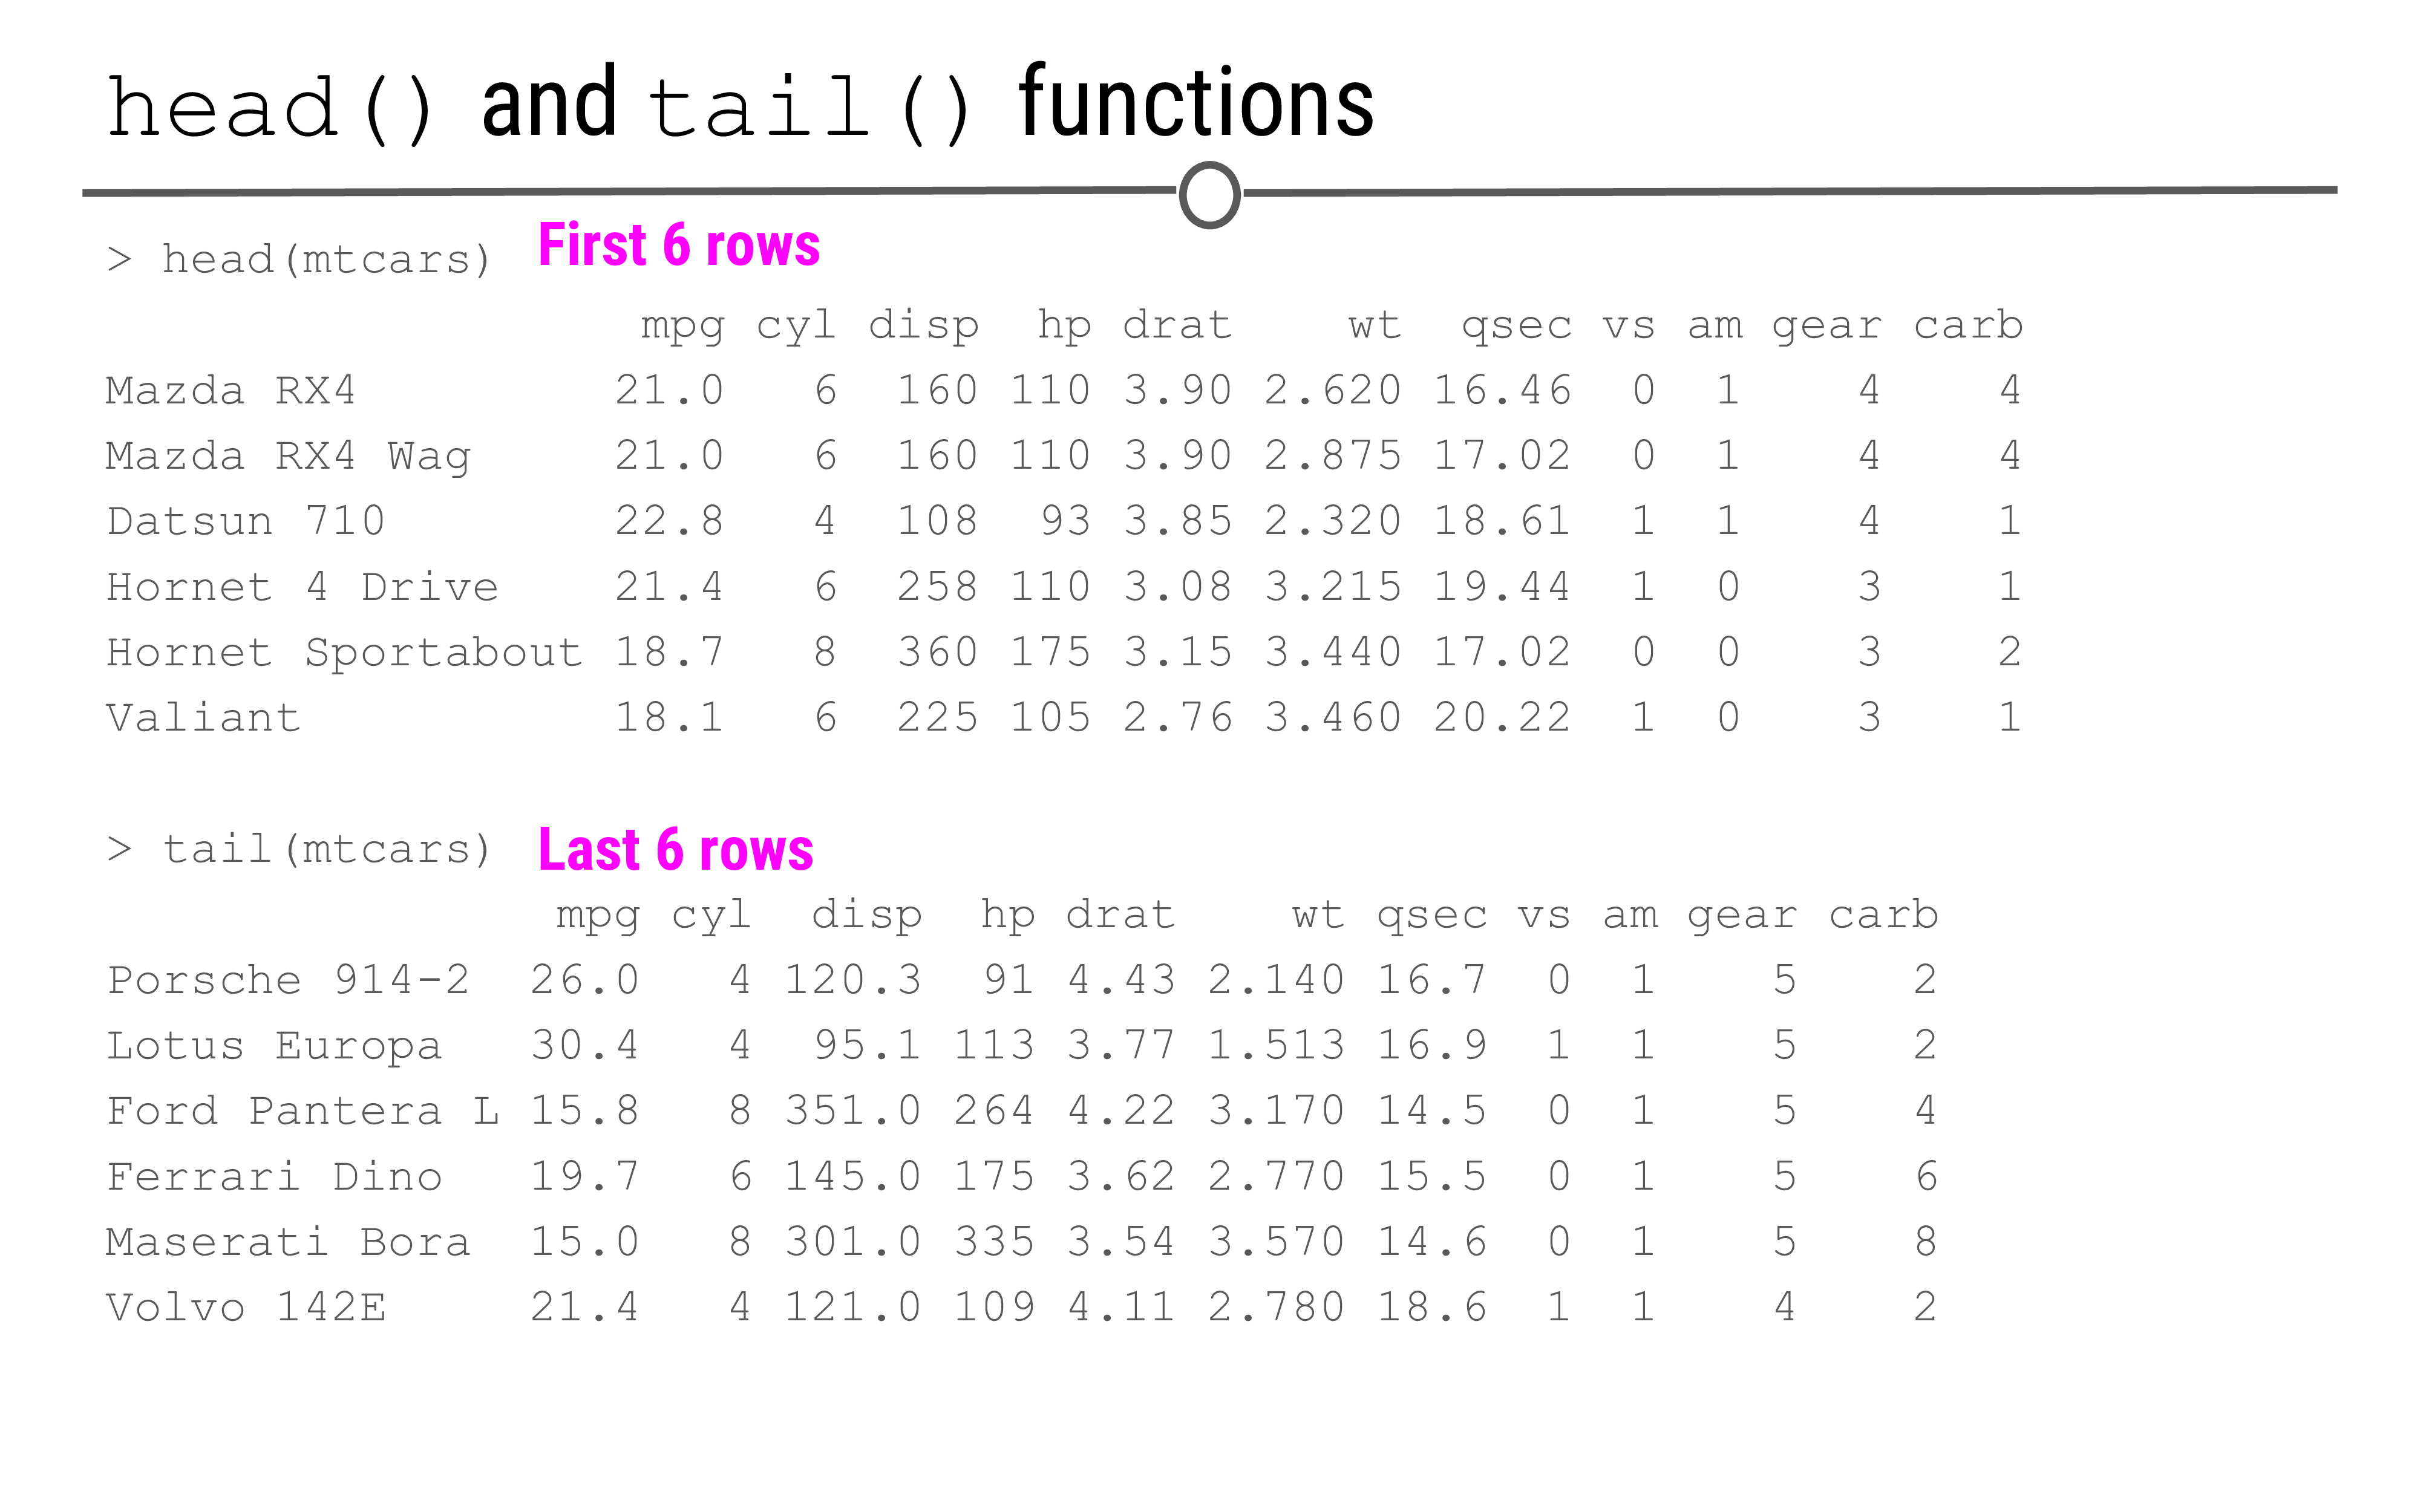 head() and tail() functions
> head(mtcars) First 6 rows
                   mpg cyl disp  hp drat    wt  qsec vs am gear carb
Mazda RX4         21.0   6  160 110 3.90 2.620 16.46  0  1    4    4
Mazda RX4 Wag     21.0   6  160 110 3.90 2.875 17.02  0  1    4    4
Datsun 710        22.8   4  108  93 3.85 2.320 18.61  1  1    4    1
Hornet 4 Drive    21.4   6  258 110 3.08 3.215 19.44  1  0    3    1
Hornet Sportabout 18.7   8  360 175 3.15 3.440 17.02  0  0    3    2
Valiant           18.1   6  225 105 2.76 3.460 20.22  1  0    3    1
> tail(mtcars) Last 6 rows
                mpg cyl  disp  hp drat    wt qsec vs am gear carb
Porsche 914-2  26.0   4 120.3  91 4.43 2.140 16.7  0  1    5    2
Lotus Europa   30.4   4  95.1 113 3.77 1.513 16.9  1  1    5    2
Ford Pantera L 15.8   8 351.0 264 4.22 3.170 14.5  0  1    5    4
Ferrari Dino   19.7   6 145.0 175 3.62 2.770 15.5  0  1    5    6
Maserati Bora  15.0   8 301.0 335 3.54 3.570 14.6  0  1    5    8
Volvo 142E     21.4   4 121.0 109 4.11 2.780 18.6  1  1    4    2